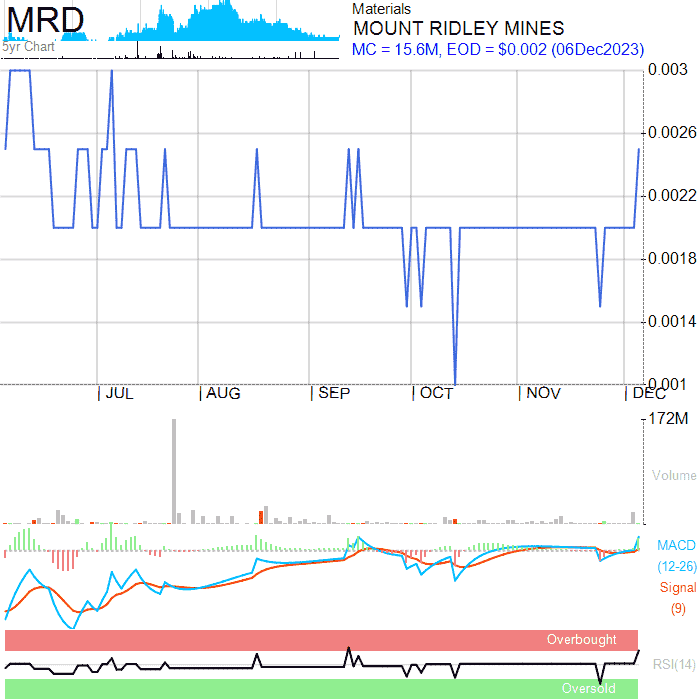 MRD
5yr Chart
Materials
MOUNT RIDLEY MINES
MC = 15.6M, EOD = $0.002 (06Dec2023)
0.003
0.0026
0.0022
0.0018
0.0014
0.001
JUL AUG SEP OCT NOV DEC
172M
Volume
MACD
(12-26)
Signal
(9)
Overbought
RSI(14)
Oversold